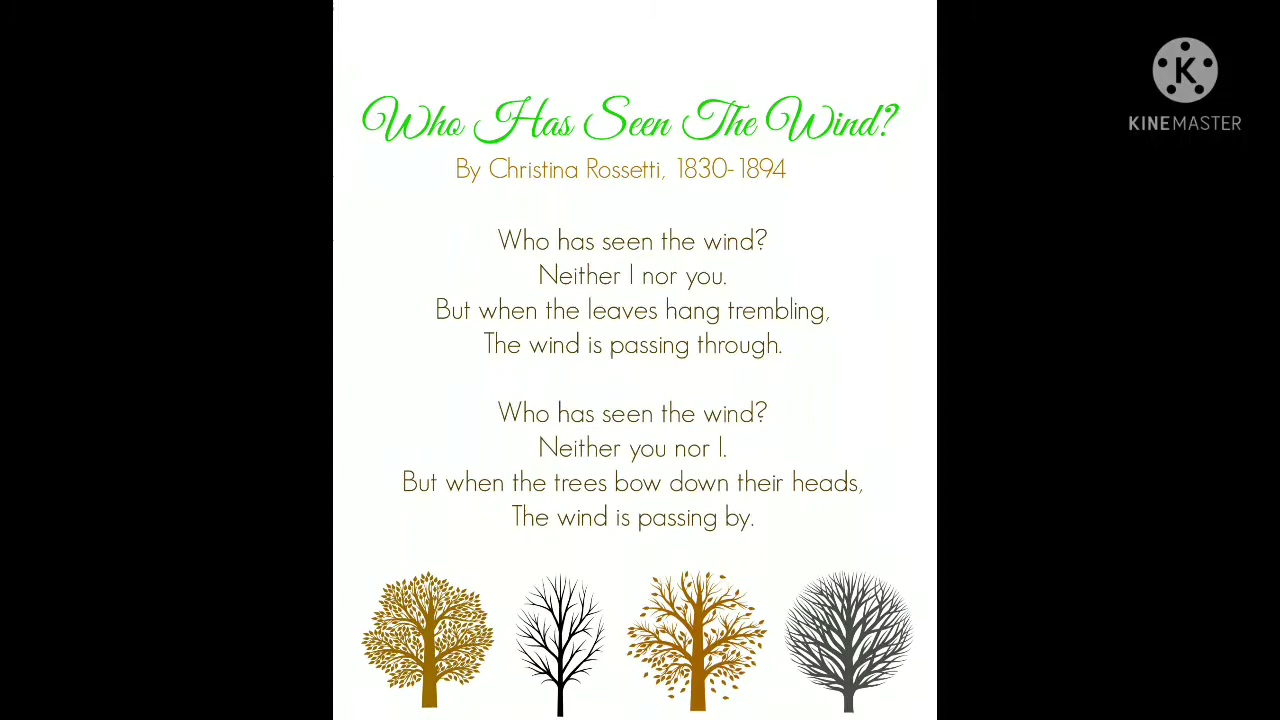 Who Has Seen The Wind?
By Christina Rossetti, 1830-1894
Who has seen the wind?
Neither I nor you.
But when the leaves hang trembling,
The wind is passing through.
Who has seen the wind?
Neither you nor I.
But when the trees bow down their heads,
The wind is passing by.
K
KINEMASTER